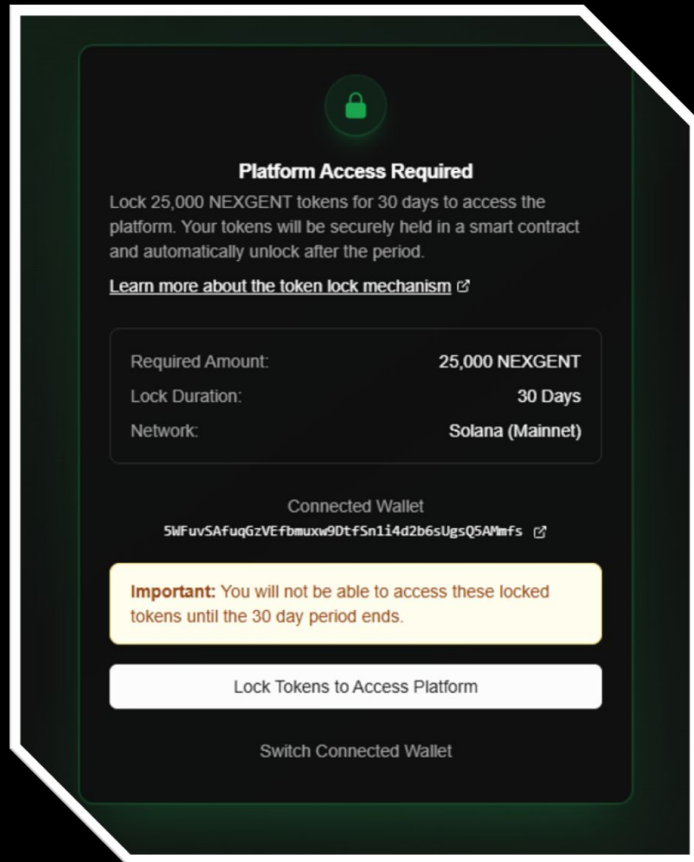 Platform Access Required
Lock 25,000 NEXGENT tokens for 30 days to access the
platform. Your tokens will be securely held in a smart contract
and automatically unlock after the period.
Learn more about the token lock mechanism
Required Amount: 25,000 NEXGENT
Lock Duration: 30 Days
Network: Solana (Mainnet)
Connected Wallet
5WFuvSAfuqGzVEfbmuxw9DtfSn1i4d2b6sUgsQ5AMmfs
Important: You will not be able to access these locked
tokens until the 30 day period ends.
Lock Tokens to Access Platform
Switch Connected Wallet